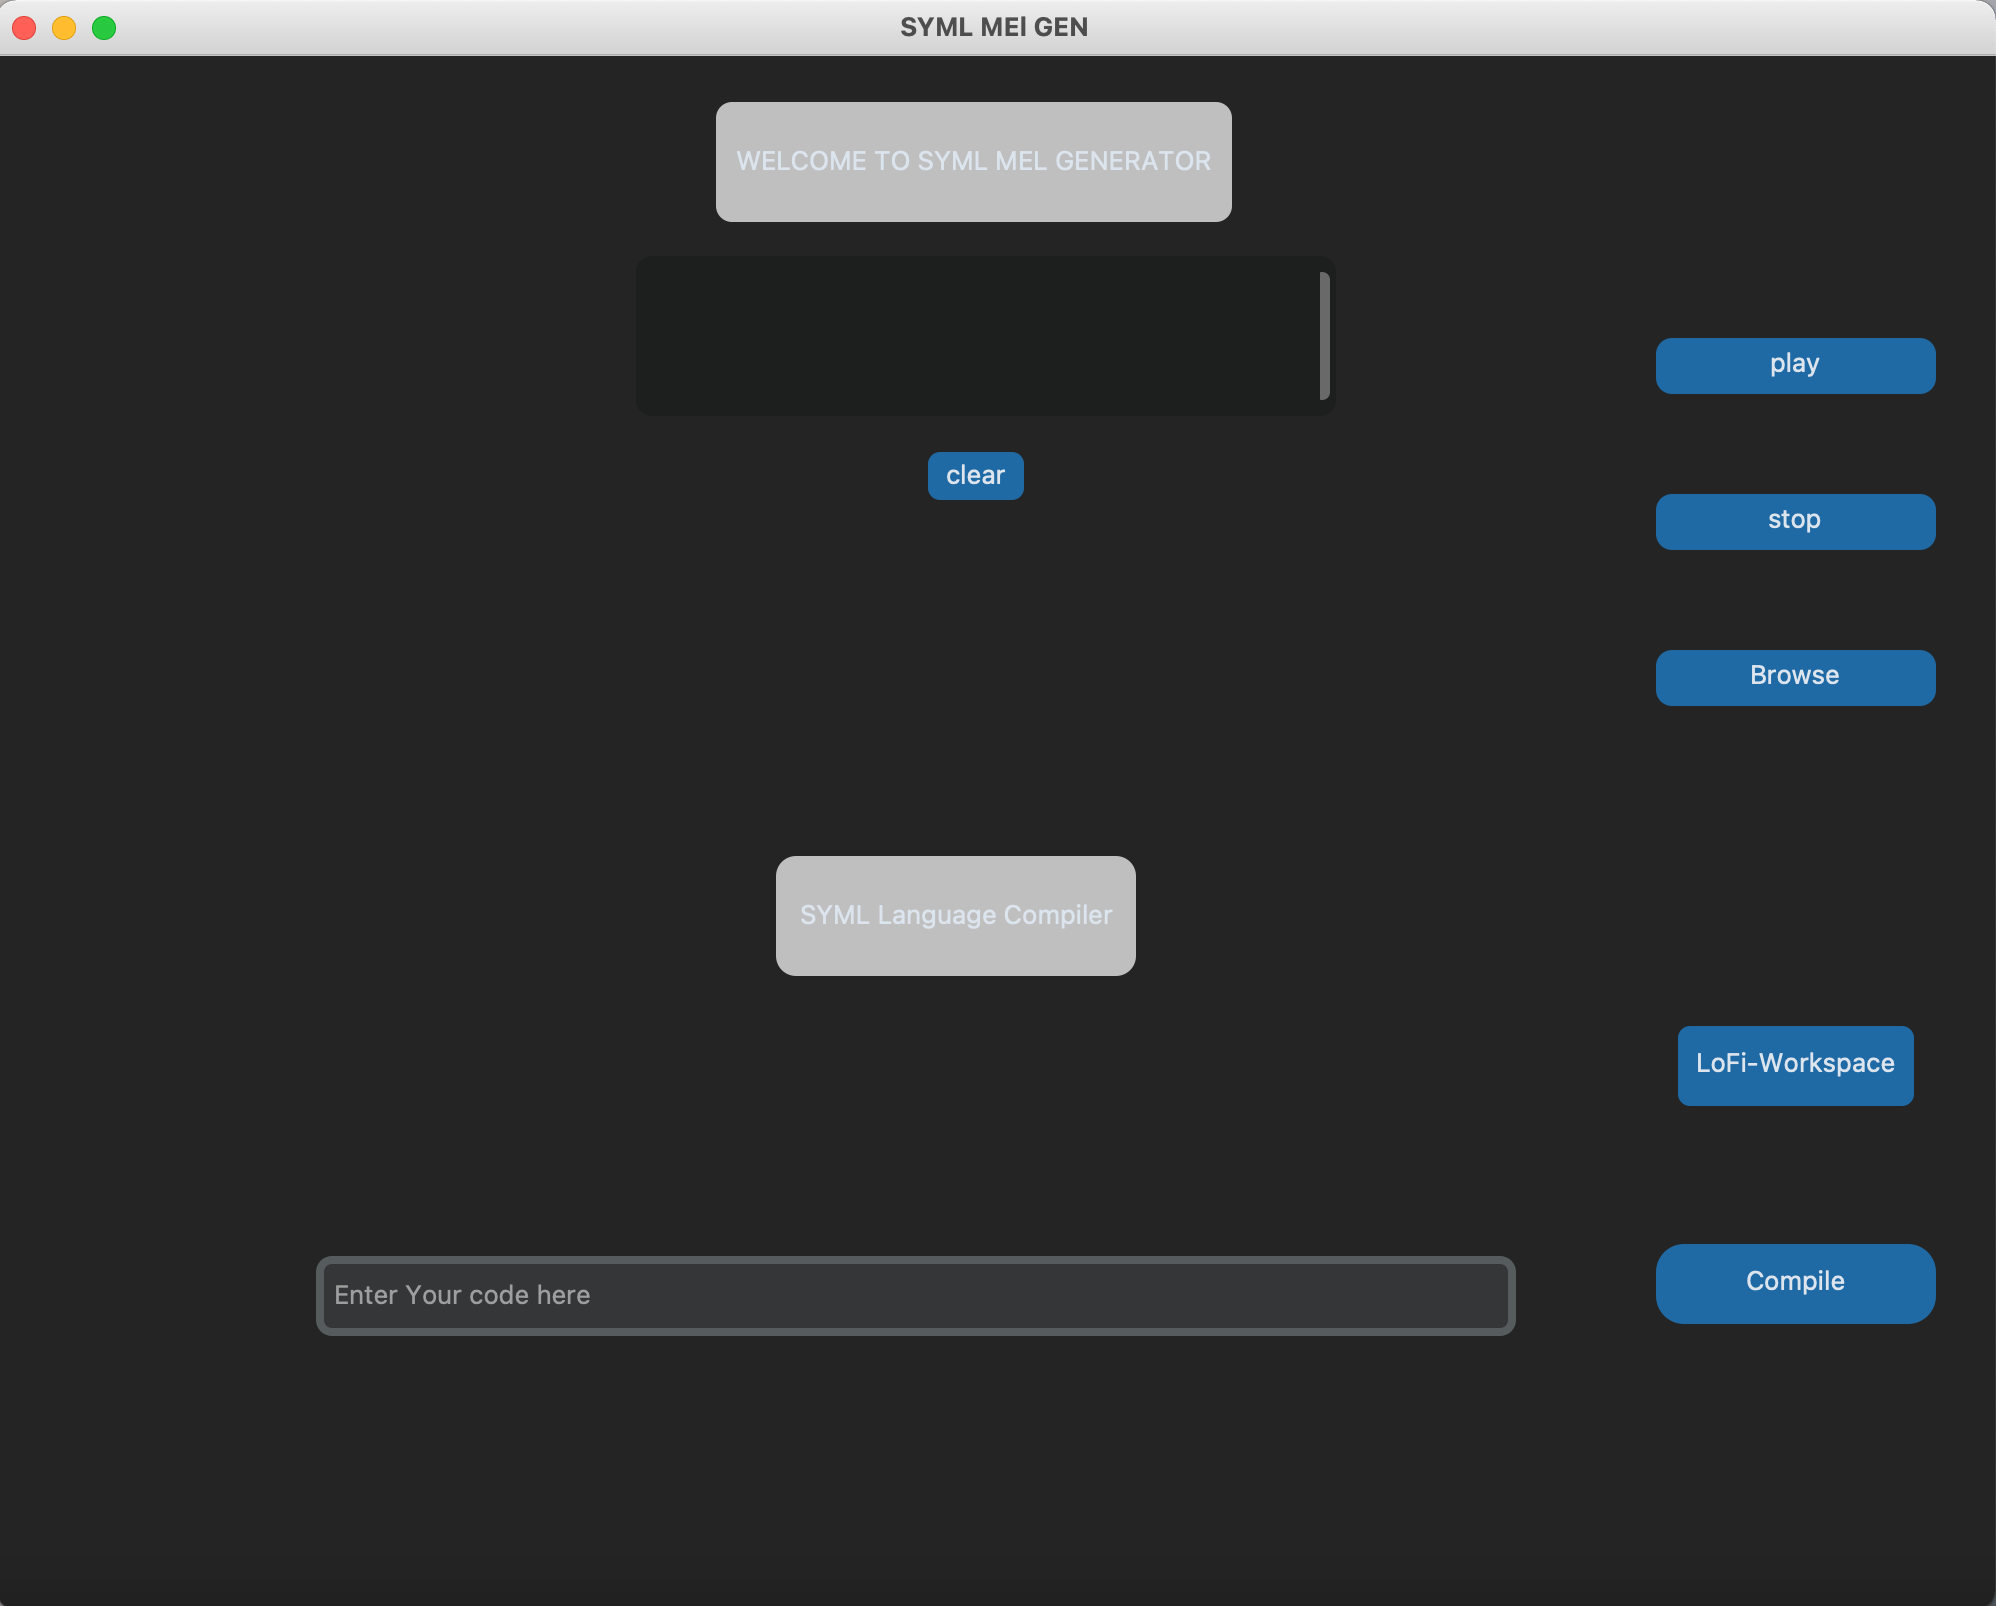 SYML MEl GEN
WELCOME TO SYML MEL GENERATOR
play
clear
stop
Browse
SYML Language Compiler
LoFi-Workspace
Enter Your code here
Compile